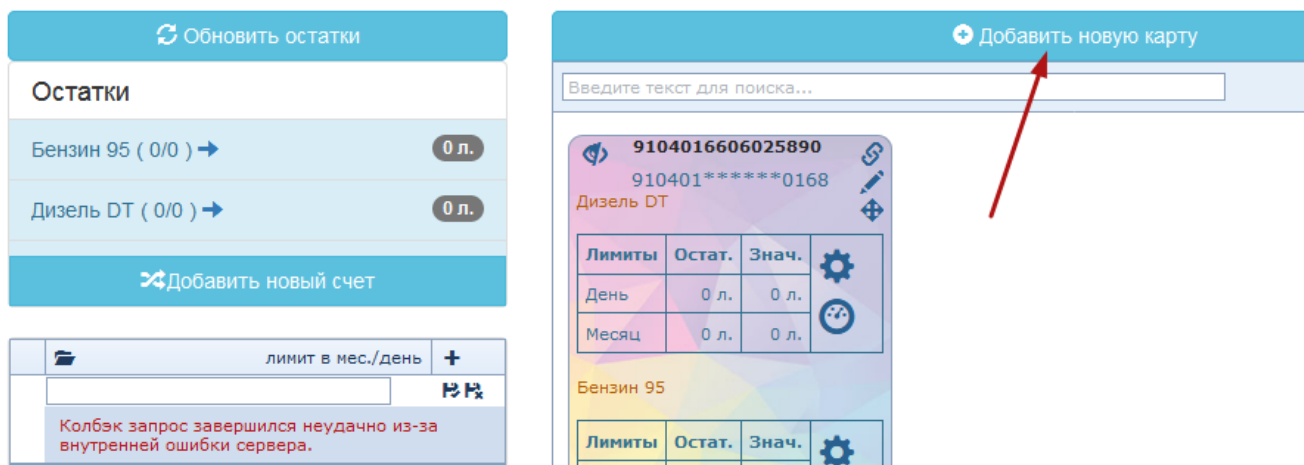 Обновить остатки
Остатки
Бензин 95 ( 0/0 )
0 л.
Дизель DT ( 0/0 )
0 л.
Добавить новый счет
лимит в мес./день
Колбэк запрос завершился неудачно из-за
внутренней ошибки сервера.
Добавить новую карту
Введите текст для поиска...
9104016606025890
910401******0168
Дизель DT
Лимиты Остат. Знач.
День 0 л. 0 л.
Месяц 0 л. 0 л.
Бензин 95
Лимиты Остат. Знач.